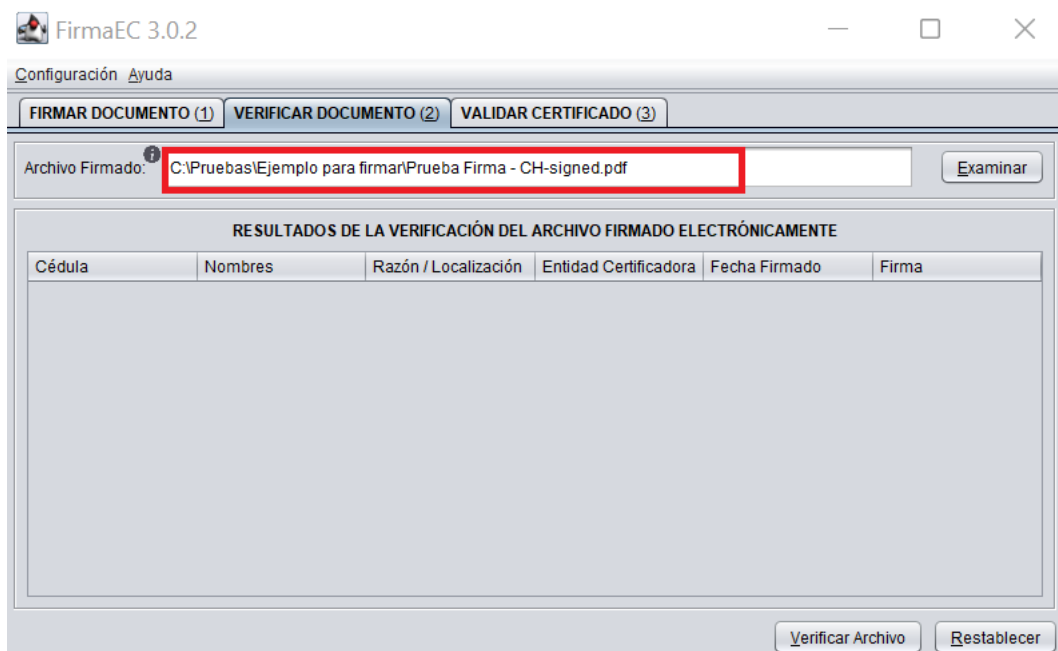 FirmaEC 3.0.2
Configuración Ayuda
FIRMAR DOCUMENTO (1) VERIFICAR DOCUMENTO (2) VALIDAR CERTIFICADO (3)
Archivo Firmado: C:\Pruebas\Ejemplo para firmar\Prueba Firma - CH-signed.pdf Examinar
RESULTADOS DE LA VERIFICACIÓN DEL ARCHIVO FIRMADO ELECTRÓNICAMENTE
Cédula Nombres Razón / Localización Entidad Certificadora Fecha Firmado Firma
Verificar Archivo Restablecer